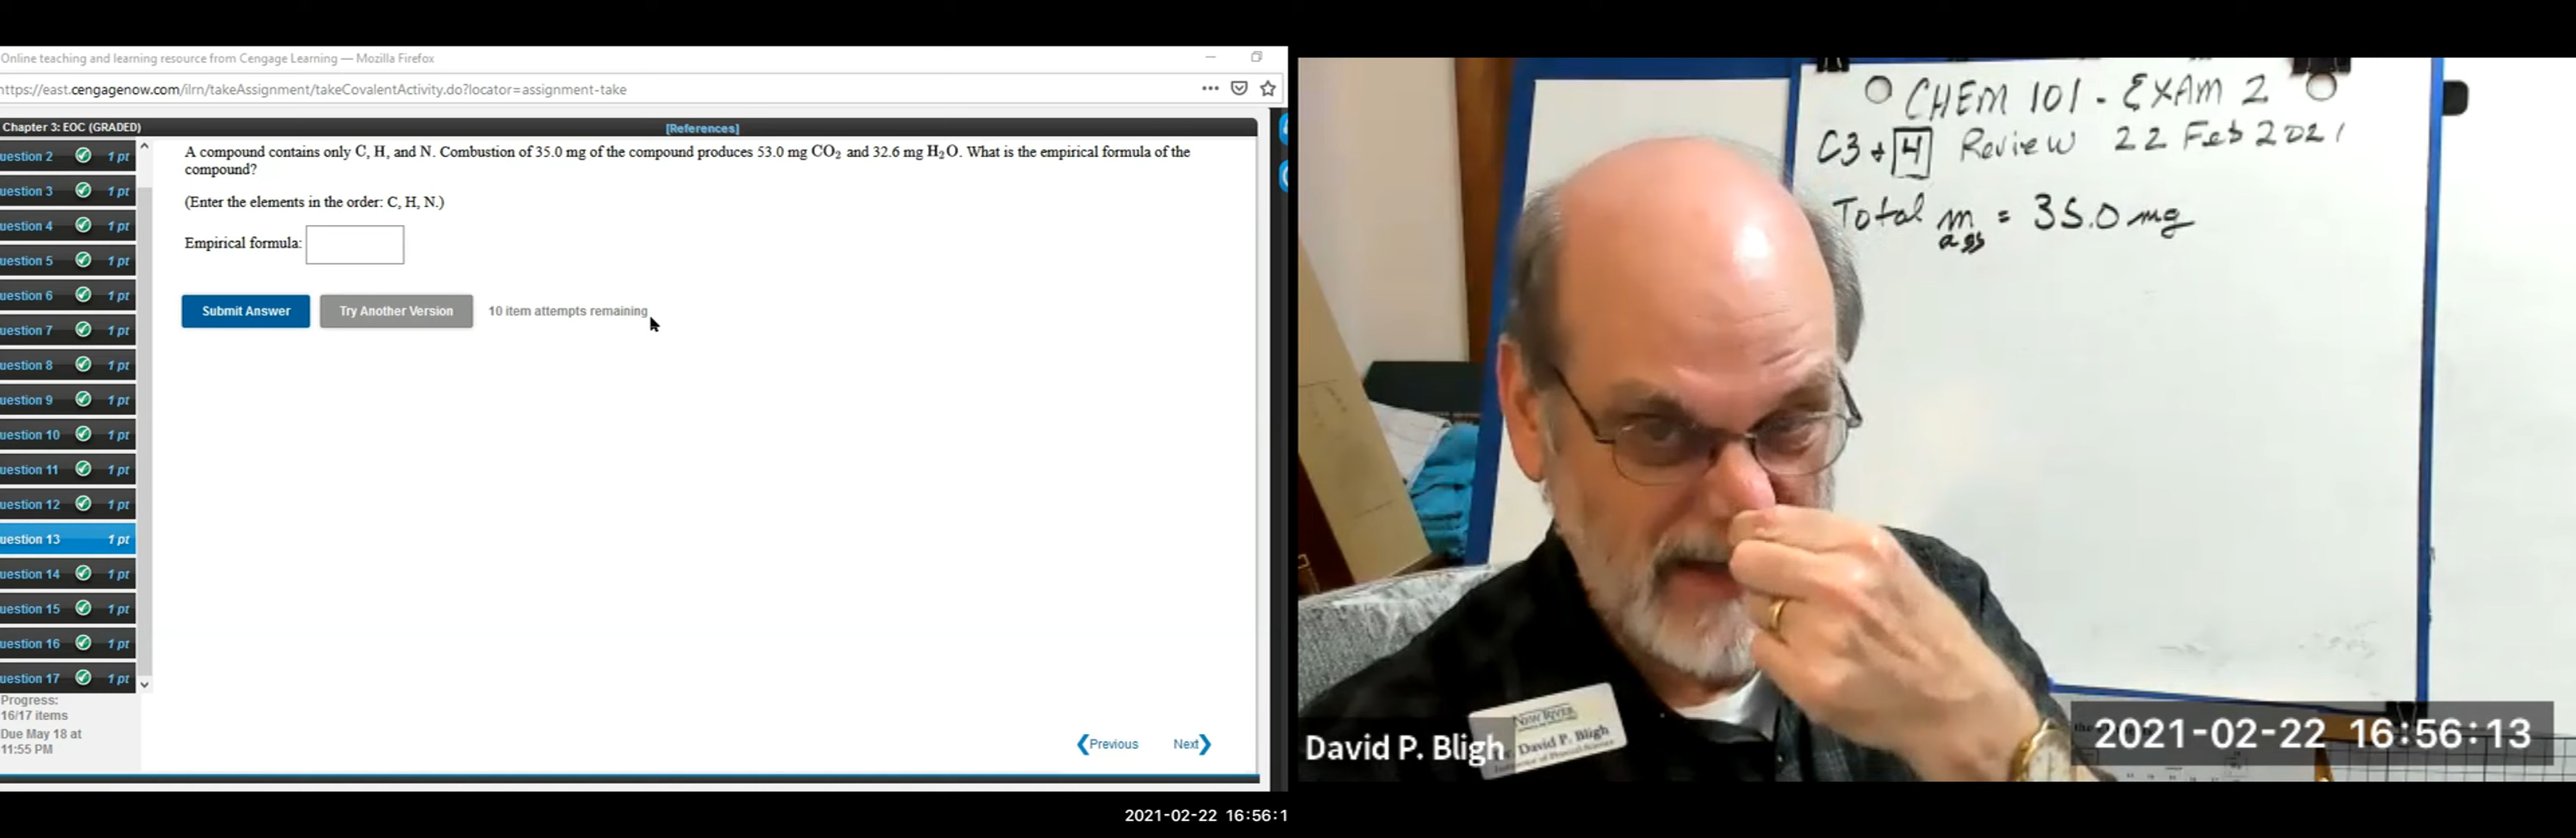 Online teaching and learning resource from Cengage Learning — Mozilla Firefox
https://east.cengagenow.com/ilrn/takeAssignment/takeCovalentActivity.do?locator=assignment-take
Chapter 3: EOC (GRADED)
[References]
uestion 2 1 pt
uestion 3 1 pt
uestion 4 1 pt
uestion 5 1 pt
uestion 6 1 pt
uestion 7 1 pt
uestion 8 1 pt
uestion 9 1 pt
uestion 10 1 pt
uestion 11 1 pt
uestion 12 1 pt
uestion 13 1 pt
uestion 14 1 pt
uestion 15 1 pt
uestion 16 1 pt
uestion 17 1 pt
Progress:
16/17 items
Due May 18 at
11:55 PM
A compound contains only C, H, and N. Combustion of 35.0 mg of the compound produces 53.0 mg CO₂ and 32.6 mg H₂O. What is the empirical formula of the
compound?
(Enter the elements in the order: C, H, N.)
Empirical formula:
Submit Answer Try Another Version 10 item attempts remaining
Previous Next
2021-02-22 16:56:1
CHEM 101 - EXAM 2
C3 + 4 Review 22 Feb 2021
Total mass = 35.0 mg
NEW RIVER
David P. Bligh
David P. Bligh
2021-02-22 16:56:13